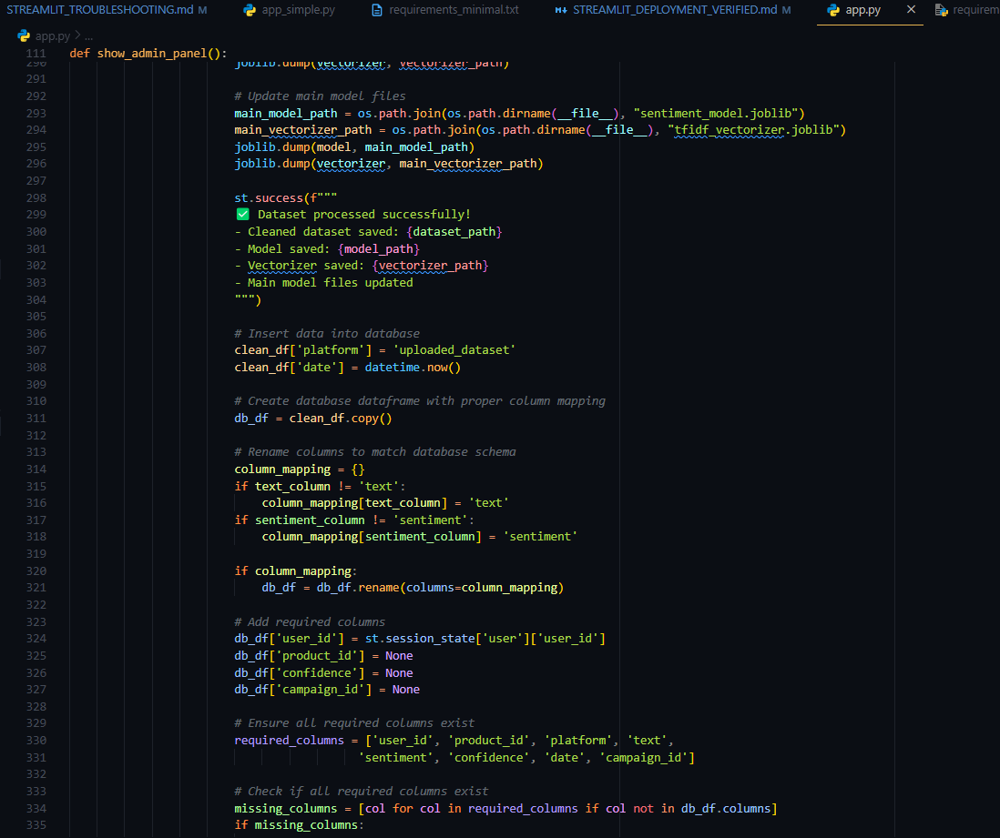 STREAMLIT_TROUBLESHOOTING.md M app_simple.py requirements_minimal.txt STREAMLIT_DEPLOYMENT_VERIFIED.md M app.py × requirem
app.py > ...
111 def show_admin_panel():
290 joblib.dump(vectorizer, vectorizer_path)
291
292 # Update main model files
293 main_model_path = os.path.join(os.path.dirname(__file__), "sentiment_model.joblib")
294 main_vectorizer_path = os.path.join(os.path.dirname(__file__), "tfidf_vectorizer.joblib")
295 joblib.dump(model, main_model_path)
296 joblib.dump(vectorizer, main_vectorizer_path)
297
298 st.success(f"""
299 ✅ Dataset processed successfully!
300 - Cleaned dataset saved: {dataset_path}
301 - Model saved: {model_path}
302 - Vectorizer saved: {vectorizer_path}
303 - Main model files updated
304 """)
305
306 # Insert data into database
307 clean_df['platform'] = 'uploaded_dataset'
308 clean_df['date'] = datetime.now()
309
310 # Create database dataframe with proper column mapping
311 db_df = clean_df.copy()
312
313 # Rename columns to match database schema
314 column_mapping = {}
315 if text_column != 'text':
316 column_mapping[text_column] = 'text'
317 if sentiment_column != 'sentiment':
318 column_mapping[sentiment_column] = 'sentiment'
319
320 if column_mapping:
321 db_df = db_df.rename(columns=column_mapping)
322
323 # Add required columns
324 db_df['user_id'] = st.session_state['user']['user_id']
325 db_df['product_id'] = None
326 db_df['confidence'] = None
327 db_df['campaign_id'] = None
328
329 # Ensure all required columns exist
330 required_columns = ['user_id', 'product_id', 'platform', 'text',
331 'sentiment', 'confidence', 'date', 'campaign_id']
332
333 # Check if all required columns exist
334 missing_columns = [col for col in required_columns if col not in db_df.columns]
335 if missing_columns: